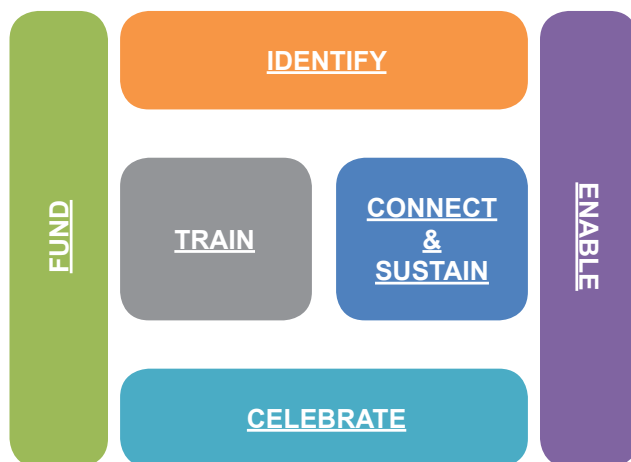 FUND
IDENTIFY
TRAIN
CONNECT
&
SUSTAIN
CELEBRATE
ENABLE